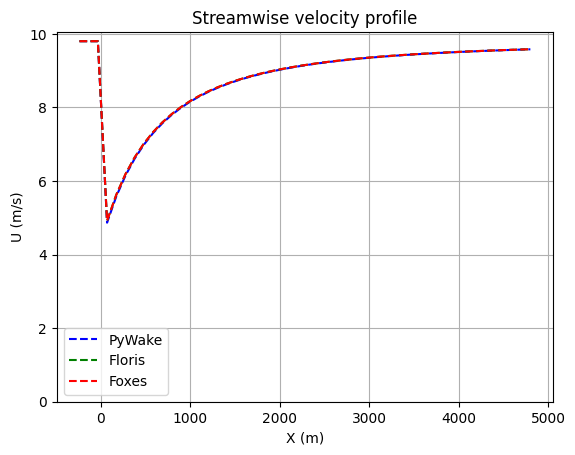 Streamwise velocity profile
10
8
6
4
2
0
U (m/s)
PyWake
Floris
Foxes
0 1000 2000 3000 4000 5000
X (m)